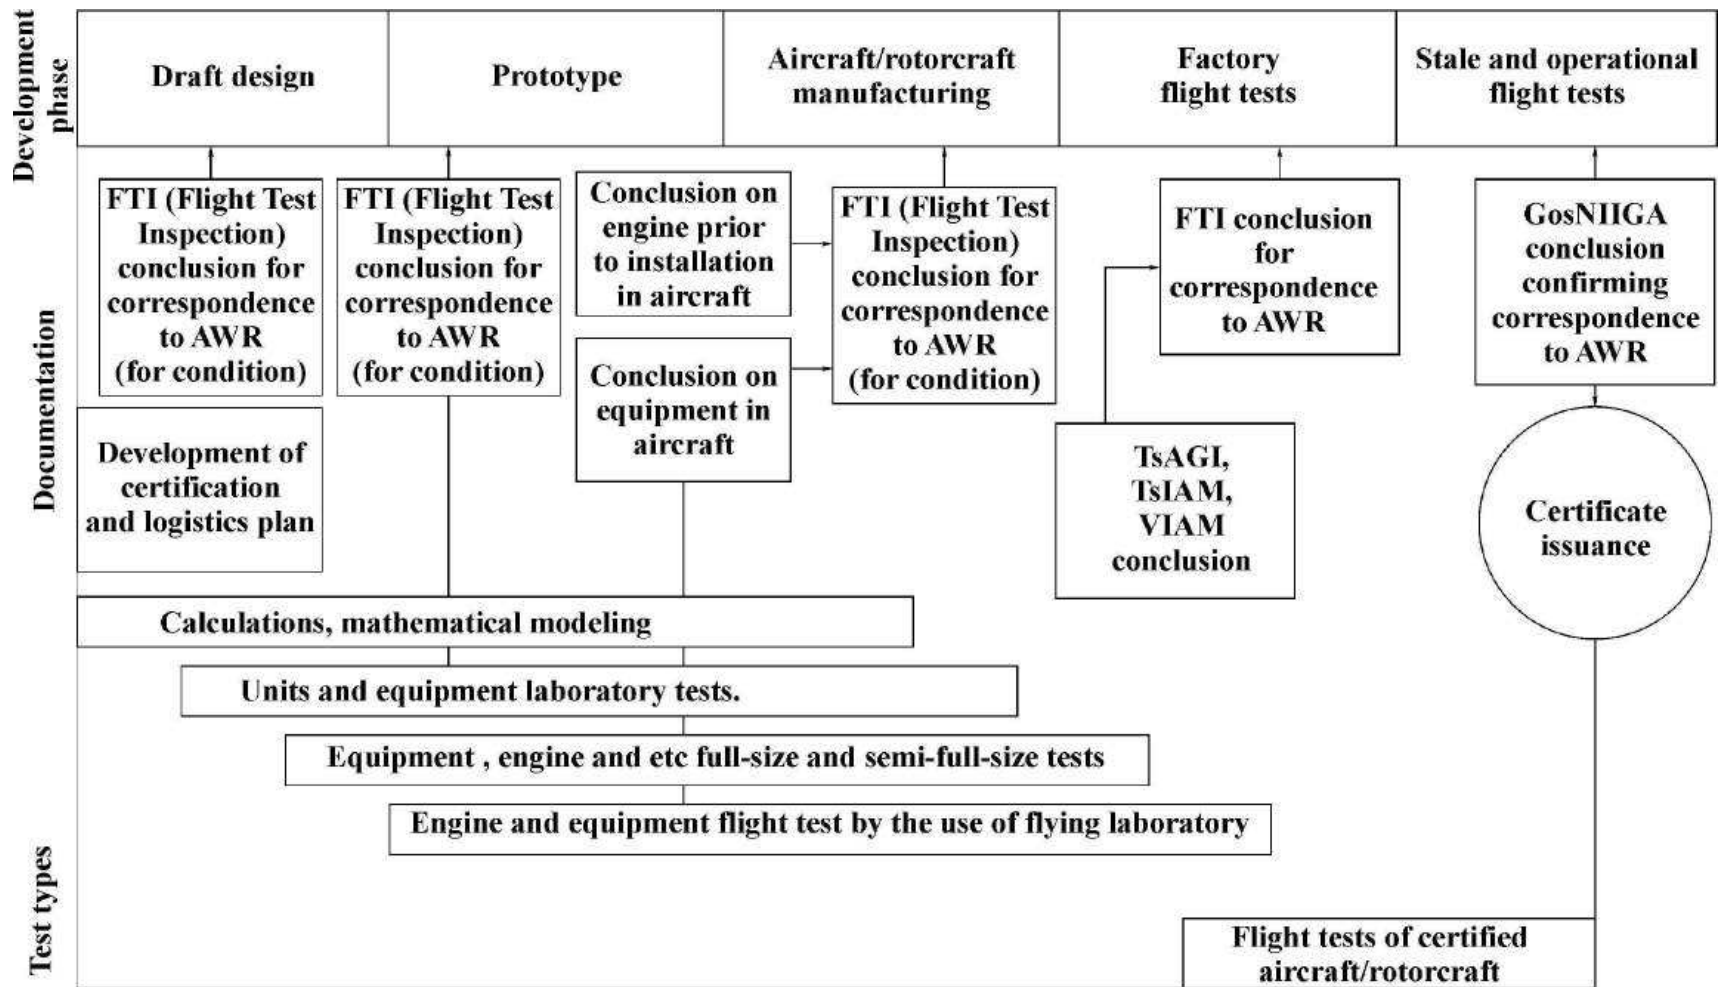 Development
phase
Draft design
Prototype
Aircraft/rotorcraft
manufacturing
Factory
flight tests
Stale and operational
flight tests
Documentation
FTI (Flight Test
Inspection)
conclusion for
correspondence
to AWR
(for condition)
FTI (Flight Test
Inspection)
conclusion for
correspondence
to AWR
(for condition)
Conclusion on
engine prior
to installation
in aircraft
Conclusion on
equipment in
aircraft
FTI (Flight Test
Inspection)
conclusion for
correspondence
to AWR
(for condition)
FTI conclusion
for
correspondence
to AWR
GosNIIGA
conclusion
confirming
correspondence
to AWR
Development of
certification
and logistics plan
TsAGI,
TsIAM,
VIAM
conclusion
Certificate
issuance
Test types
Calculations, mathematical modeling
Units and equipment laboratory tests.
Equipment , engine and etc full-size and semi-full-size tests
Engine and equipment flight test by the use of flying laboratory
Flight tests of certified
aircraft/rotorcraft